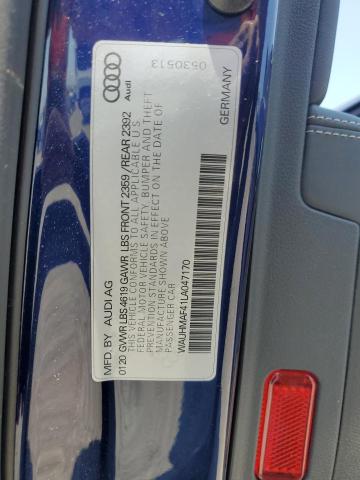 Audi
0530513
GERMANY
MFD. BY AUDI AG
0120 GVWR LBS 4619 GAWR LBS FRONT 2359 / REAR 2392
THIS VEHICLE CONFORMS TO ALL APPLICABLE U.S.
FEDERAL MOTOR VEHICLE SAFETY, BUMPER AND THEFT
PREVENTION STANDARDS IN EFFECT ON THE DATE OF
MANUFACTURE SHOWN ABOVE
PASSENGER CAR
WAUHMAF41LA047170